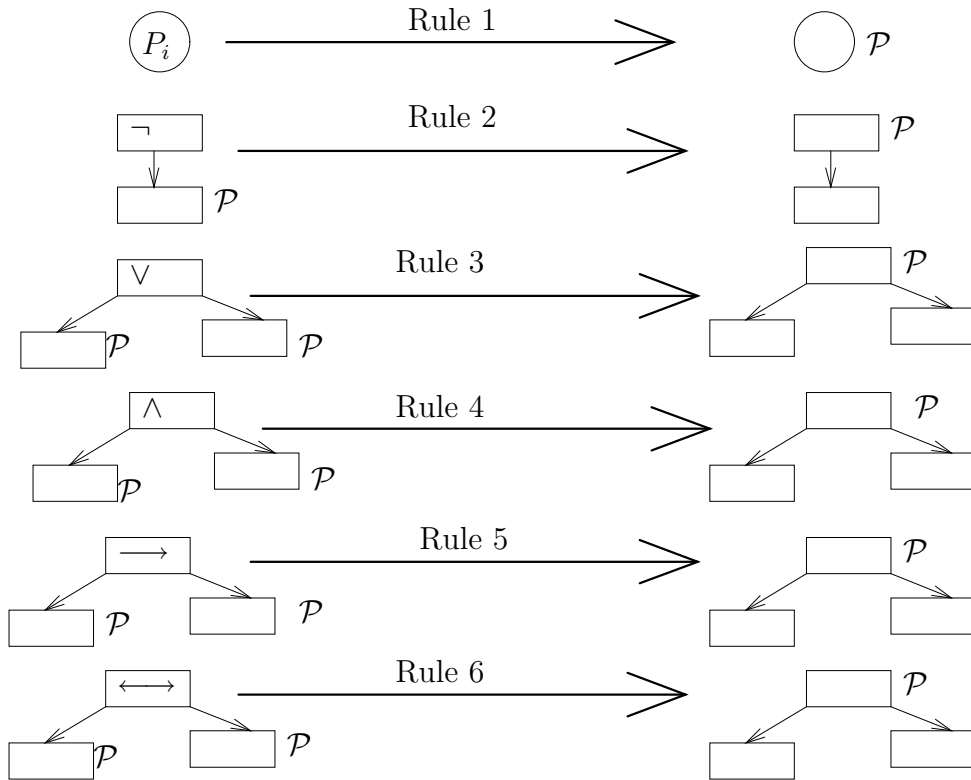 P_i Rule 1 𝒫
¬ Rule 2 𝒫
𝒫
∨ Rule 3 𝒫
𝒫 𝒫
∧ Rule 4 𝒫
𝒫 𝒫
⟶ Rule 5 𝒫
𝒫 𝒫
⟷ Rule 6 𝒫
𝒫 𝒫